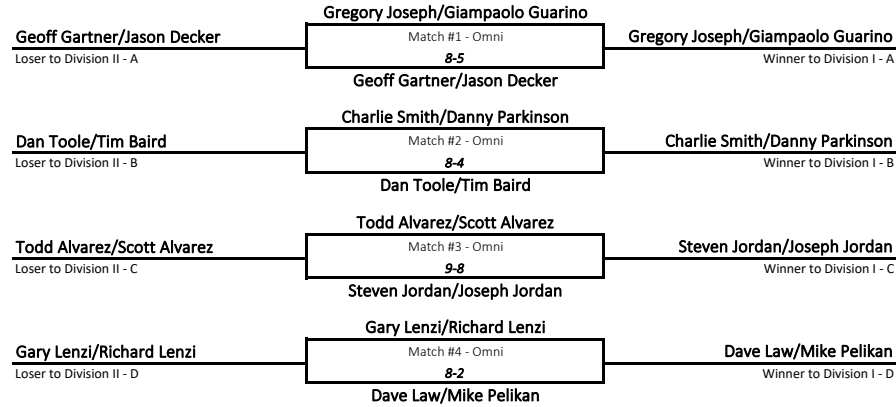 Gregory Joseph/Giampaolo Guarino
Geoff Gartner/Jason Decker
Match #1 - Omni
Gregory Joseph/Giampaolo Guarino
Loser to Division II - A
8-5
Winner to Division I - A
Geoff Gartner/Jason Decker
Charlie Smith/Danny Parkinson
Dan Toole/Tim Baird
Match #2 - Omni
Charlie Smith/Danny Parkinson
Loser to Division II - B
8-4
Winner to Division I - B
Dan Toole/Tim Baird
Todd Alvarez/Scott Alvarez
Todd Alvarez/Scott Alvarez
Match #3 - Omni
Steven Jordan/Joseph Jordan
Loser to Division II - C
9-8
Winner to Division I - C
Steven Jordan/Joseph Jordan
Gary Lenzi/Richard Lenzi
Gary Lenzi/Richard Lenzi
Match #4 - Omni
Dave Law/Mike Pelikan
Loser to Division II - D
8-2
Winner to Division I - D
Dave Law/Mike Pelikan